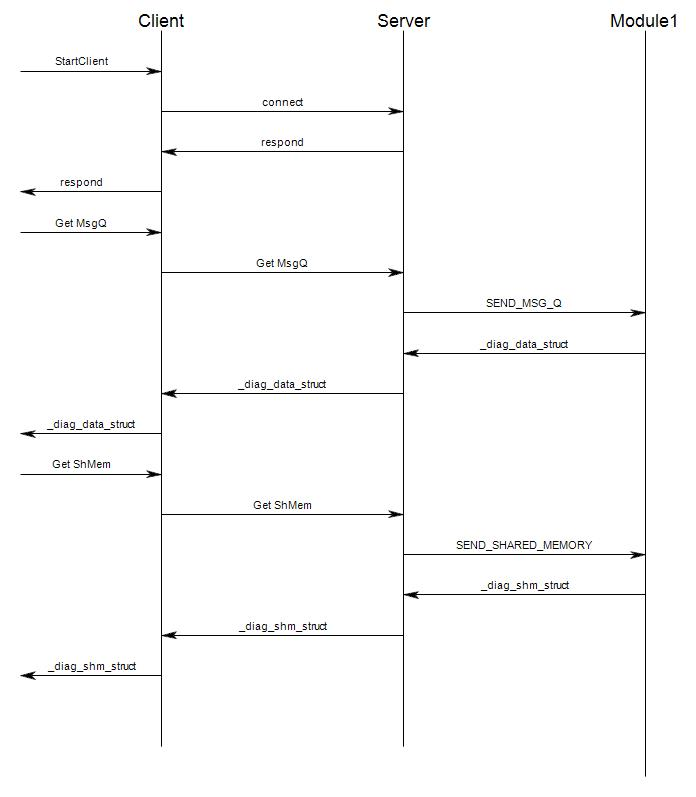 Client Server Module1
StartClient
connect
respond
respond
Get MsgQ
Get MsgQ
SEND_MSG_Q
_diag_data_struct
_diag_data_struct
_diag_data_struct
Get ShMem
Get ShMem
SEND_SHARED_MEMORY
_diag_shm_struct
_diag_shm_struct
_diag_shm_struct